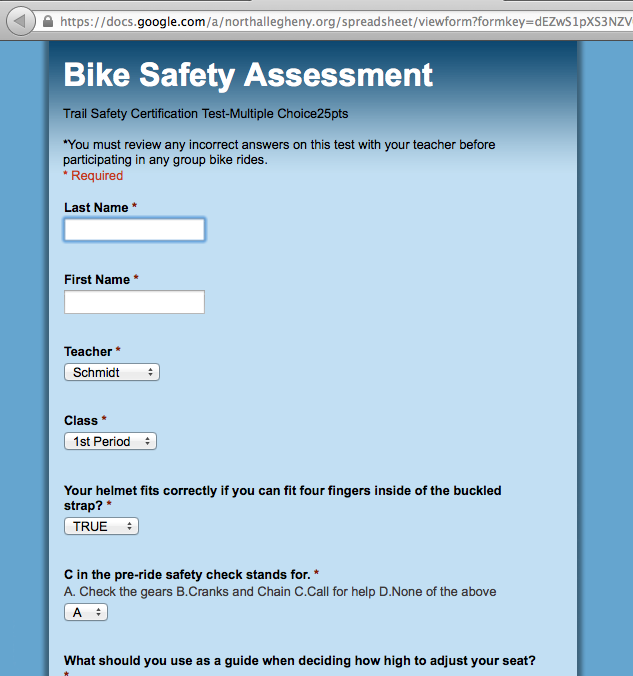 https://docs.google.com/a/northallegheny.org/spreadsheet/viewform?formkey=dEZwS1pXS3NZV
Bike Safety Assessment
Trail Safety Certification Test-Multiple Choice25pts
*You must review any incorrect answers on this test with your teacher before
participating in any group bike rides.
* Required
Last Name *
First Name *
Teacher *
Schmidt
Class *
1st Period
Your helmet fits correctly if you can fit four fingers inside of the buckled
strap? *
TRUE
C in the pre-ride safety check stands for. *
A. Check the gears B.Cranks and Chain C.Call for help D.None of the above
A
What should you use as a guide when deciding how high to adjust your seat?
*